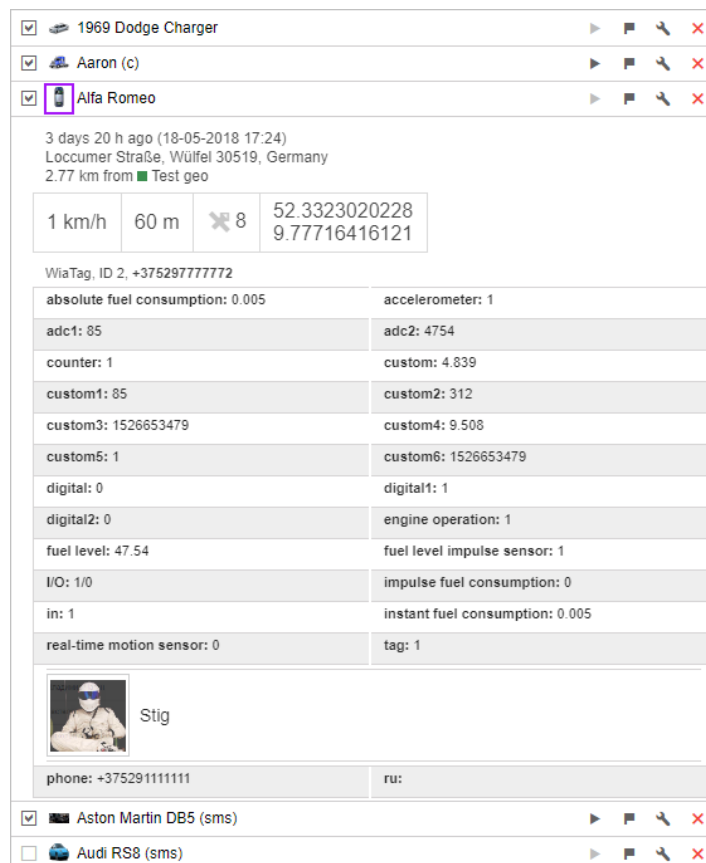 1969 Dodge Charger
Aaron (c)
Alfa Romeo
3 days 20 h ago (18-05-2018 17:24)
Loccumer Straße, Wülfel 30519, Germany
2.77 km from Test geo
1 km/h 60 m 8 52.3323020228
9.77716416121
WiaTag, ID 2, +375297777772
absolute fuel consumption: 0.005 accelerometer: 1
adc1: 85 adc2: 4754
counter: 1 custom: 4.839
custom1: 85 custom2: 312
custom3: 1526653479 custom4: 9.508
custom5: 1 custom6: 1526653479
digital: 0 digital1: 1
digital2: 0 engine operation: 1
fuel level: 47.54 fuel level impulse sensor: 1
I/O: 1/0 impulse fuel consumption: 0
in: 1 instant fuel consumption: 0.005
real-time motion sensor: 0 tag: 1
Stig
phone: +375291111111 ru:
Aston Martin DB5 (sms)
Audi RS8 (sms)